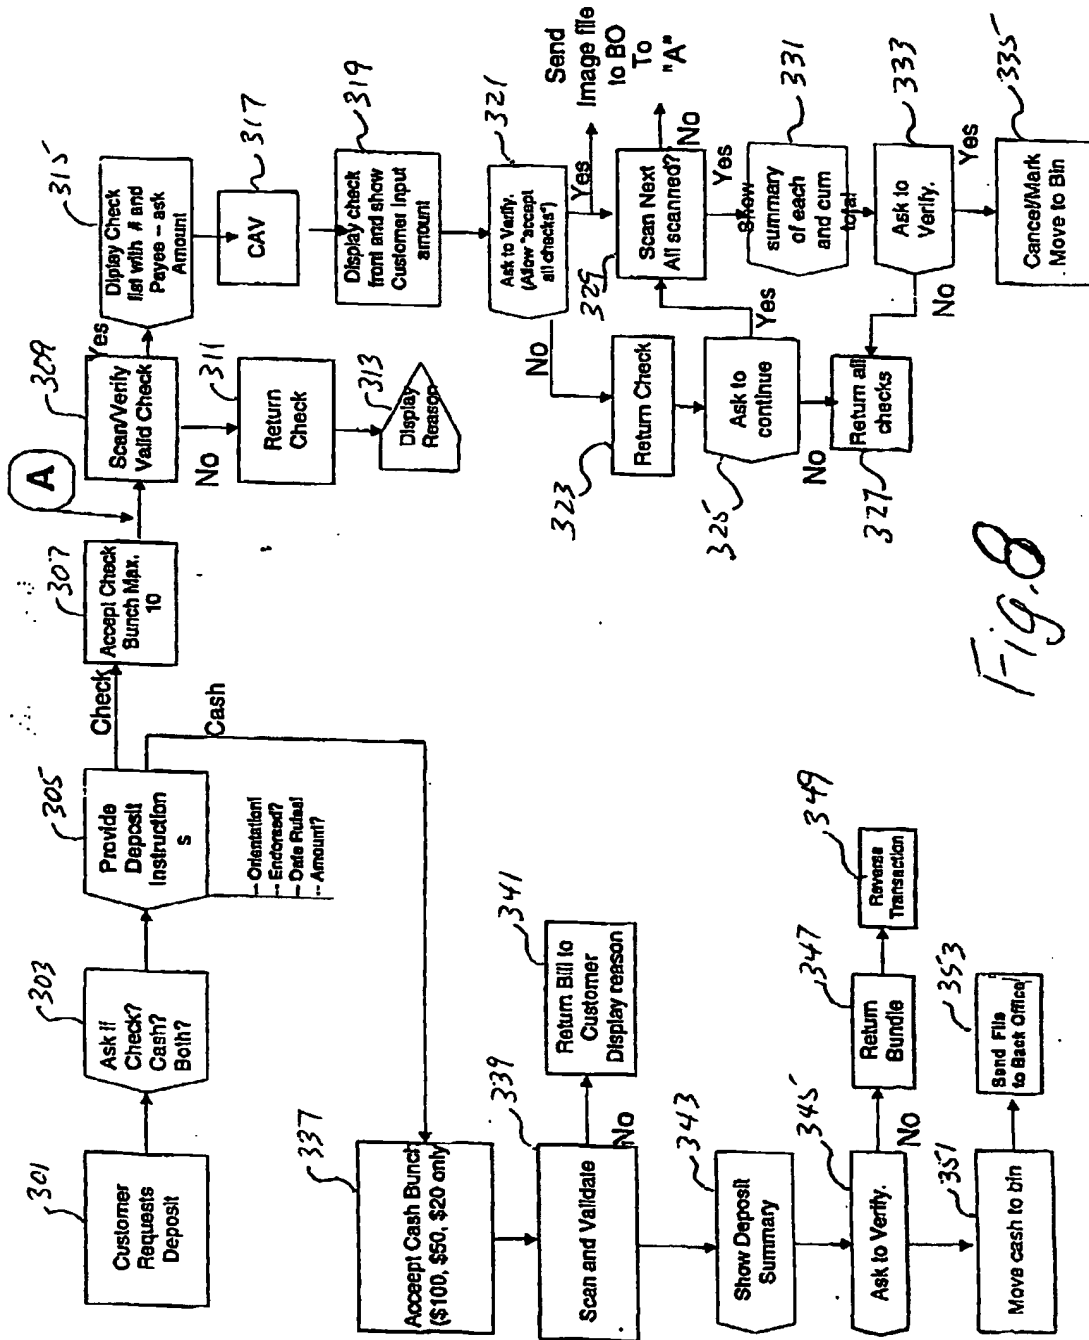 301
Customer
Requests
Deposit
303
Ask if
Check?
Cash?
Both?
305
Provide
Deposit
Instruction
s
-- Orientation!
-- Endorsed?
-- Date Rules!
-- Amount?
Check
Cash
307
Accept Check
Bunch Max.
10
A
309
Scan/Verify
Valid Check
Yes
No
311
Return
Check
313
Display
Reason
315
Diplay Check
list with # and
Payee – ask
Amount
317
CAV
319
Display check
front and show
Customer Input
amount
321
Ask to Verify.
(Allow "accept
all checks")
Yes
No
Send
Image file
to BO
To
"A"
323
Return Check
325
Ask to
continue
Yes
No
327
Return all
checks
329
Scan Next
All scanned?
No
Yes
331
Show
summary
of each
and cum
total
333
Ask to
Verify.
No
Yes
335
Cancel/Mark
Move to Bin
337
Acceept Cash Bunch
($100, $50, $20 only)
339
Scan and Validate
No
341
Return Bill to
Customer
Display reason
343
Show Deposit
Summary
345
Ask to Verify.
No
347
Return
Bundle
349
Reverse
Transaction
351
Move cash to bin
353
Send File
to Back Office
Fig. 8